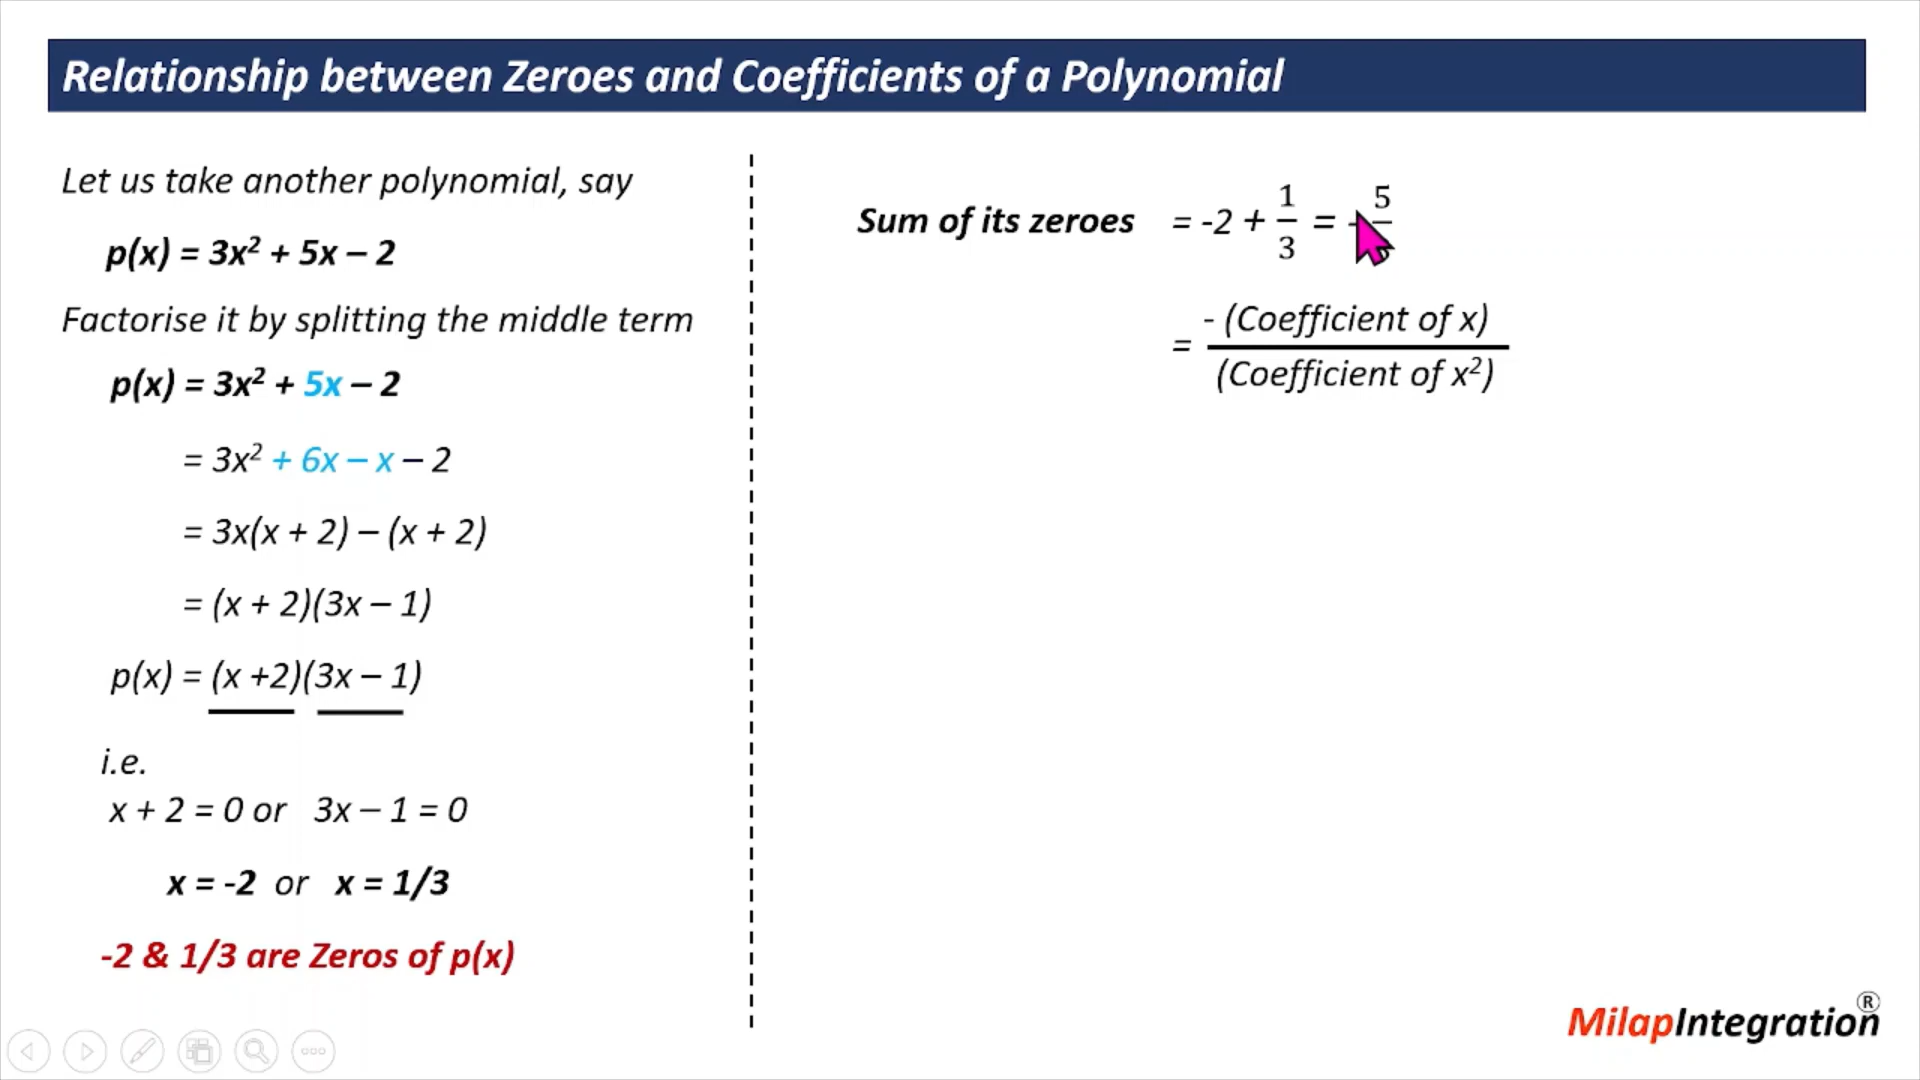 Relationship between Zeroes and Coefficients of a Polynomial
Let us take another polynomial, say
p(x) = 3x² + 5x – 2
Factorise it by splitting the middle term
p(x) = 3x² + 5x – 2
= 3x² + 6x – x – 2
= 3x(x + 2) – (x + 2)
= (x + 2)(3x – 1)
p(x) = (x +2)(3x – 1)
i.e.
x + 2 = 0 or 3x – 1 = 0
x = -2 or x = 1/3
-2 & 1/3 are Zeros of p(x)
Sum of its zeroes = -2 + 1/3 = - 5
= - (Coefficient of x)
(Coefficient of x²)
MilapIntegration®